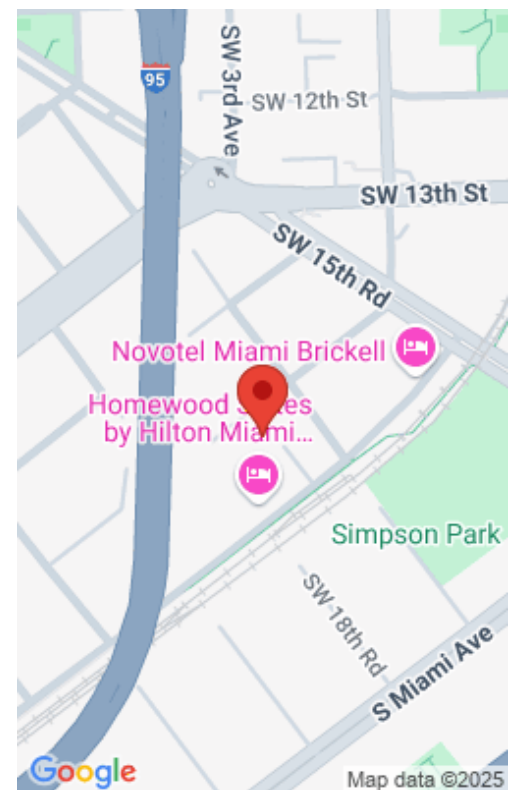 95
SW 3rd Ave
SW 12th St
SW 13th St
SW 15th Rd
Novotel Miami Brickell
Homewood Suites
by Hilton Miami...
Simpson Park
SW 18th Rd
S Miami Ave
Google
Map data ©2025